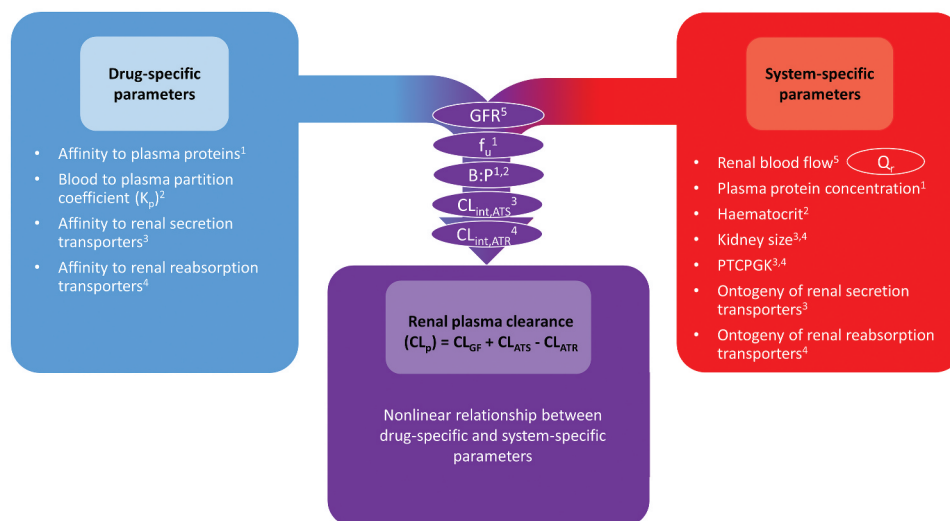 Drug-specific
parameters
• Affinity to plasma proteins¹
• Blood to plasma partition
coefficient (Kₚ)²
• Affinity to renal secretion
transporters³
• Affinity to renal reabsorption
transporters⁴
GFR⁵
fᵤ¹
B:P¹,²
CLint,ATS³
CLint,ATR⁴
System-specific
parameters
• Renal blood flow⁵ Qᵣ
• Plasma protein concentration¹
• Haematocrit²
• Kidney size³,⁴
• PTCPGK³,⁴
• Ontogeny of renal secretion
transporters³
• Ontogeny of renal reabsorption
transporters⁴
Renal plasma clearance
(CLₚ) = CLGF + CLATS - CLATR
Nonlinear relationship between
drug-specific and system-specific
parameters